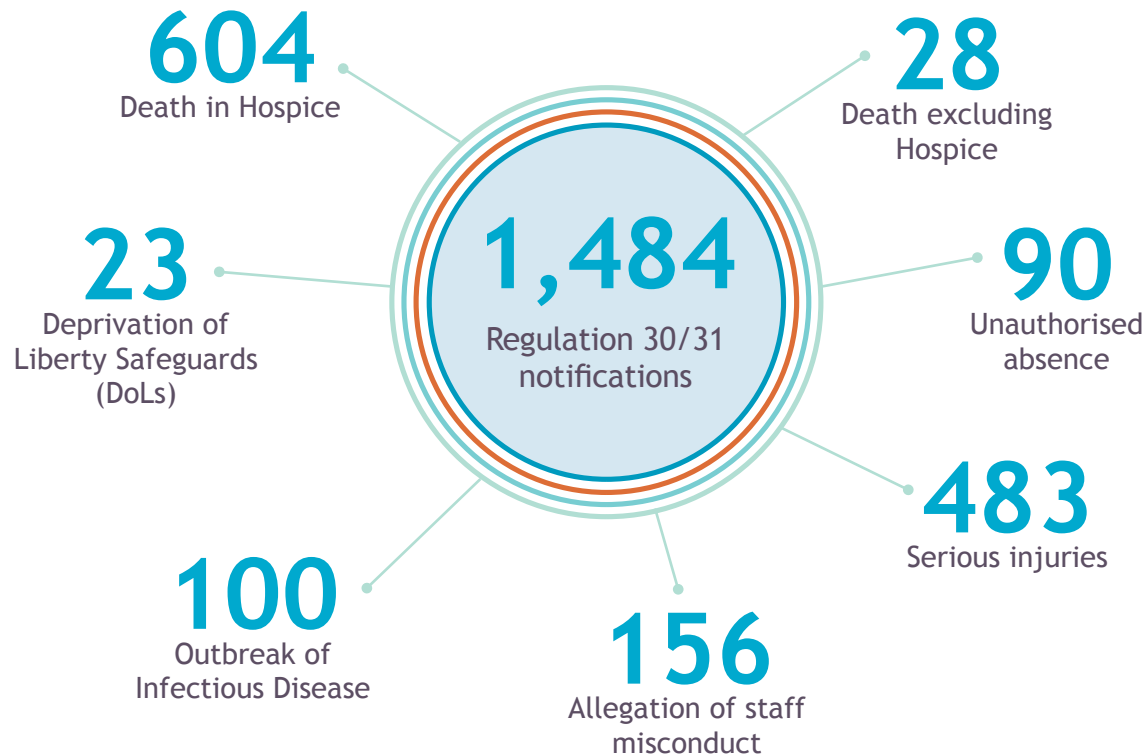 604
Death in Hospice
28
Death excluding
Hospice
1,484
Regulation 30/31
notifications
23
Deprivation of
Liberty Safeguards
(DoLs)
90
Unauthorised
absence
483
Serious injuries
100
Outbreak of
Infectious Disease
156
Allegation of staff
misconduct